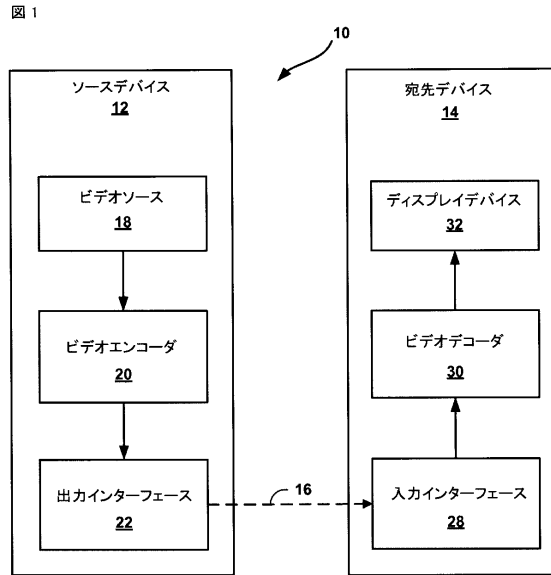 図 1
10
ソースデバイス
12
ビデオソース
18
ビデオエンコーダ
20
出力インターフェース
22
16
宛先デバイス
14
ディスプレイデバイス
32
ビデオデコーダ
30
入力インターフェース
28